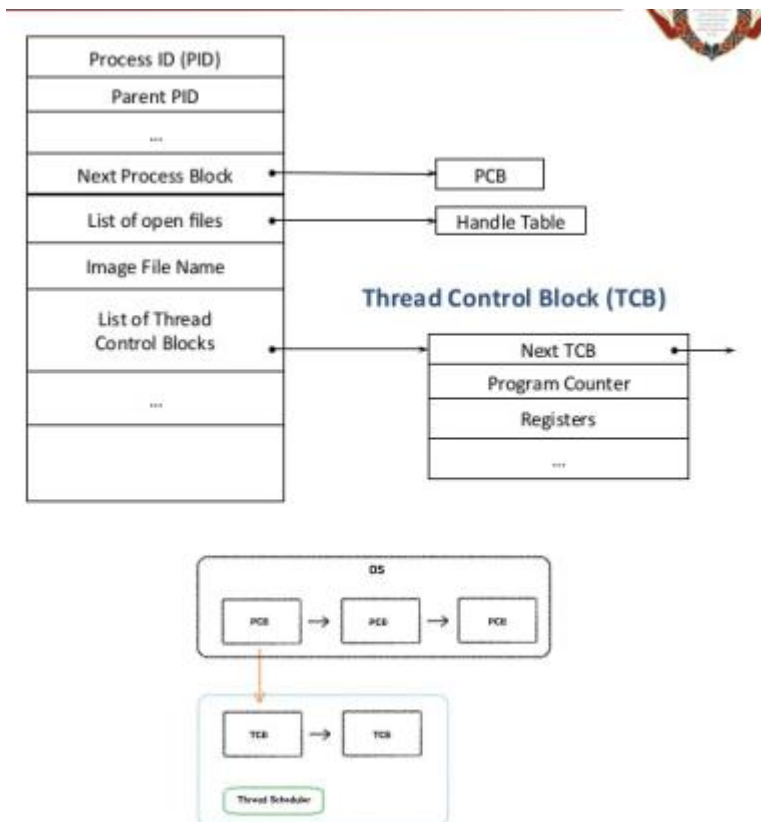 Process ID (PID)
Parent PID
...
Next Process Block
PCB
List of open files
Handle Table
Image File Name
Thread Control Block (TCB)
List of Thread
Control Blocks
Next TCB
Program Counter
Registers
...
...
OS
PCB
PCB
PCB
TCB
TCB
Thread Scheduler